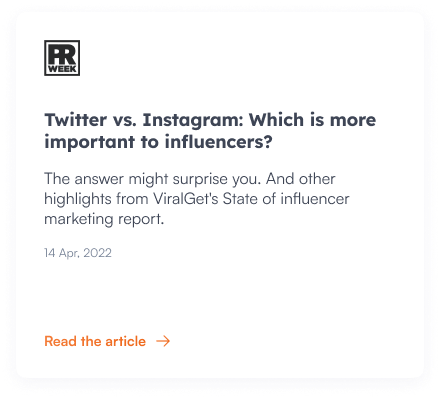 PR
WEEK
Twitter vs. Instagram: Which is more
important to influencers?
The answer might surprise you. And other
highlights from ViralGet's State of influencer
marketing report.
14 Apr, 2022
Read the article →